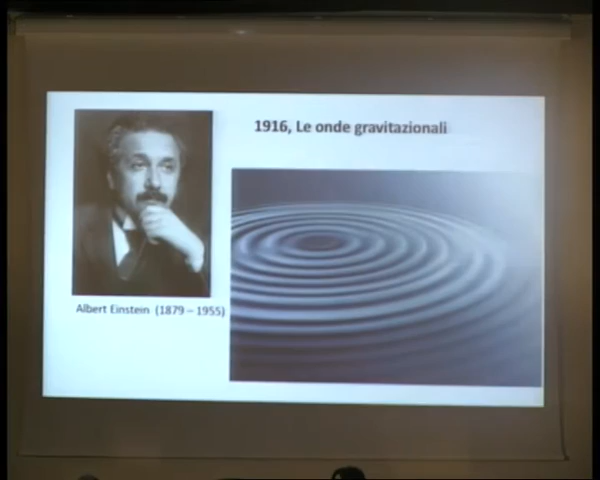 1916, Le onde gravitazionali
Albert Einstein (1879 – 1955)